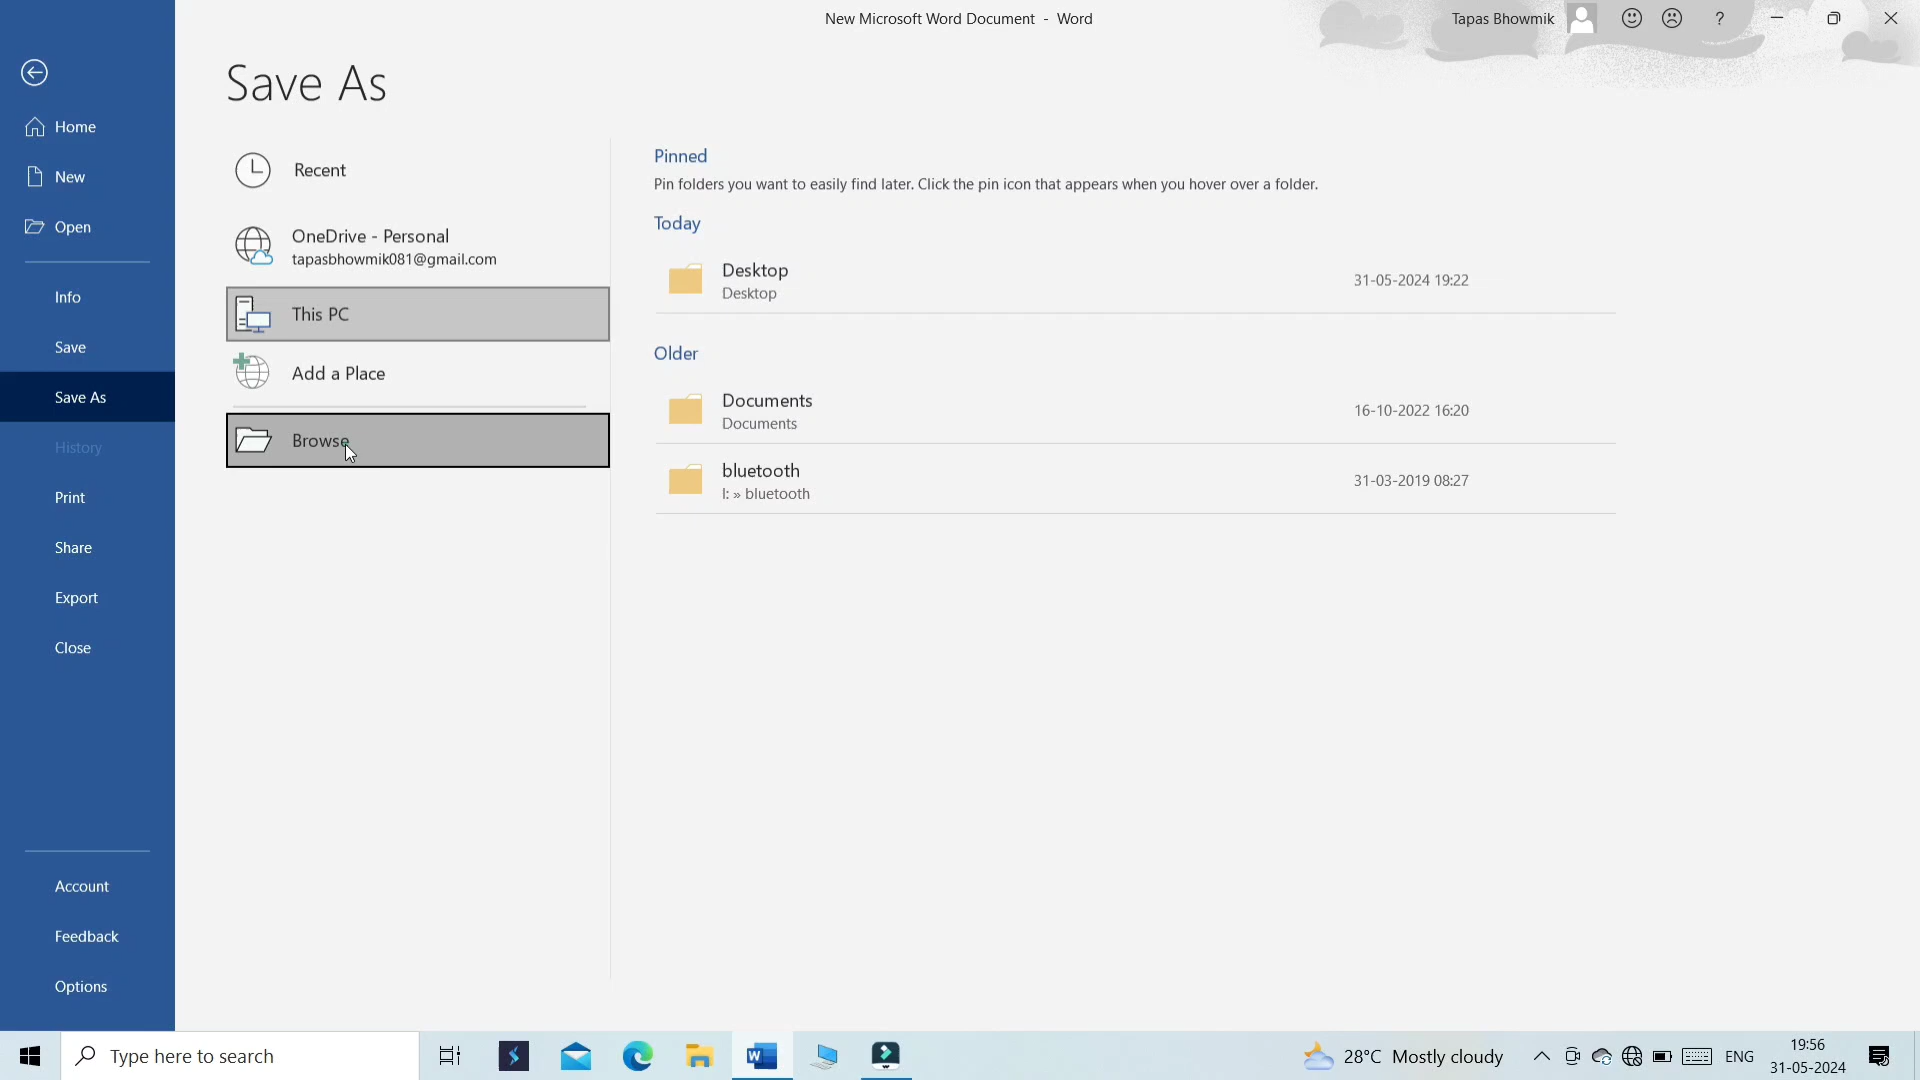 New Microsoft Word Document - Word
Tapas Bhowmik
?
Save As
Home
New
Open
Info
Save
Save As
History
Print
Share
Export
Close
Account
Feedback
Options
Recent
OneDrive - Personal
tapasbhowmik081@gmail.com
This PC
Add a Place
Browse
Pinned
Pin folders you want to easily find later. Click the pin icon that appears when you hover over a folder.
Today
Desktop
Desktop
31-05-2024 19:22
Older
Documents
Documents
16-10-2022 16:20
bluetooth
I: » bluetooth
31-03-2019 08:27
Type here to search
28°C Mostly cloudy
ENG
19:56
31-05-2024